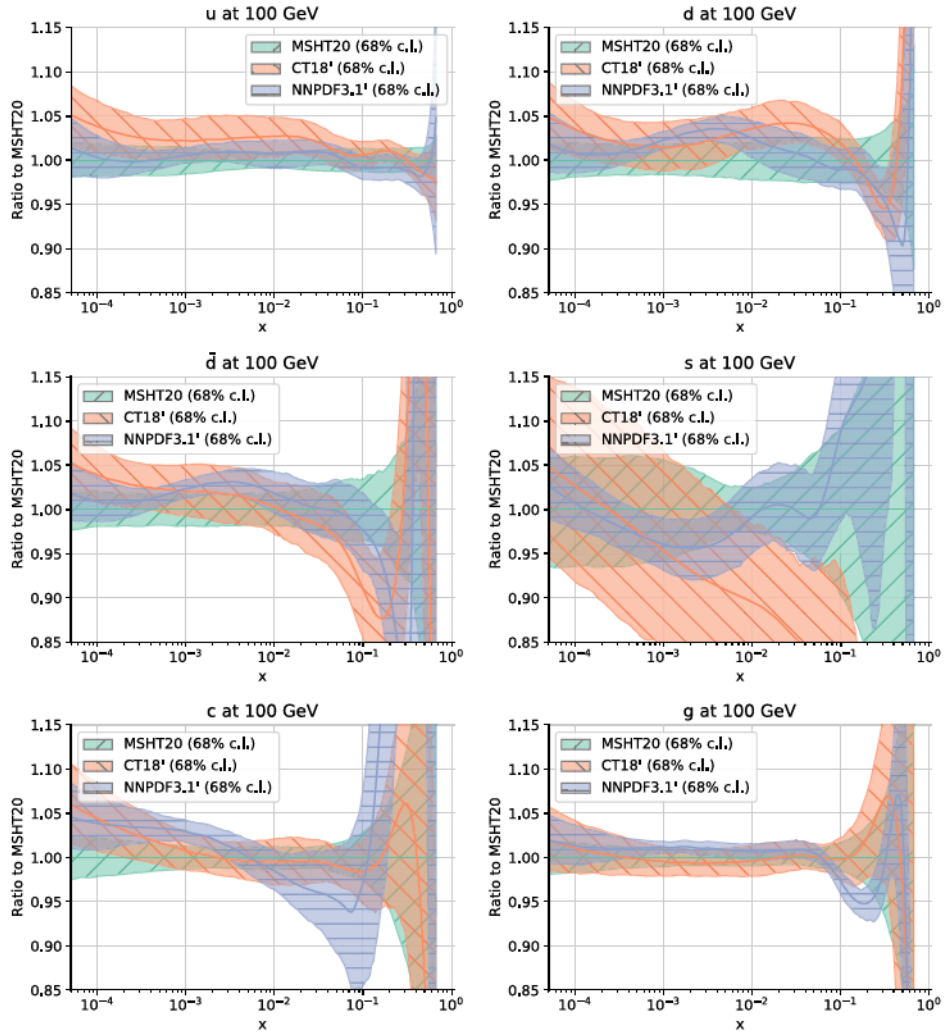 u at 100 GeV
1.15
1.10
1.05
1.00
0.95
0.90
0.85
Ratio to MSHT20
MSHT20 (68% c.l.)
CT18' (68% c.l.)
NNPDF3.1' (68% c.l.)
10⁻⁴ 10⁻³ 10⁻² 10⁻¹ 10⁰
x
d at 100 GeV
1.15
1.10
1.05
1.00
0.95
0.90
0.85
Ratio to MSHT20
MSHT20 (68% c.l.)
CT18' (68% c.l.)
NNPDF3.1' (68% c.l.)
10⁻⁴ 10⁻³ 10⁻² 10⁻¹ 10⁰
x
d̄ at 100 GeV
1.15
1.10
1.05
1.00
0.95
0.90
0.85
Ratio to MSHT20
MSHT20 (68% c.l.)
CT18' (68% c.l.)
NNPDF3.1' (68% c.l.)
10⁻⁴ 10⁻³ 10⁻² 10⁻¹ 10⁰
x
s at 100 GeV
1.15
1.10
1.05
1.00
0.95
0.90
0.85
Ratio to MSHT20
MSHT20 (68% c.l.)
CT18' (68% c.l.)
NNPDF3.1' (68% c.l.)
10⁻⁴ 10⁻³ 10⁻² 10⁻¹ 10⁰
x
c at 100 GeV
1.15
1.10
1.05
1.00
0.95
0.90
0.85
Ratio to MSHT20
MSHT20 (68% c.l.)
CT18' (68% c.l.)
NNPDF3.1' (68% c.l.)
10⁻⁴ 10⁻³ 10⁻² 10⁻¹ 10⁰
x
g at 100 GeV
1.15
1.10
1.05
1.00
0.95
0.90
0.85
Ratio to MSHT20
MSHT20 (68% c.l.)
CT18' (68% c.l.)
NNPDF3.1' (68% c.l.)
10⁻⁴ 10⁻³ 10⁻² 10⁻¹ 10⁰
x